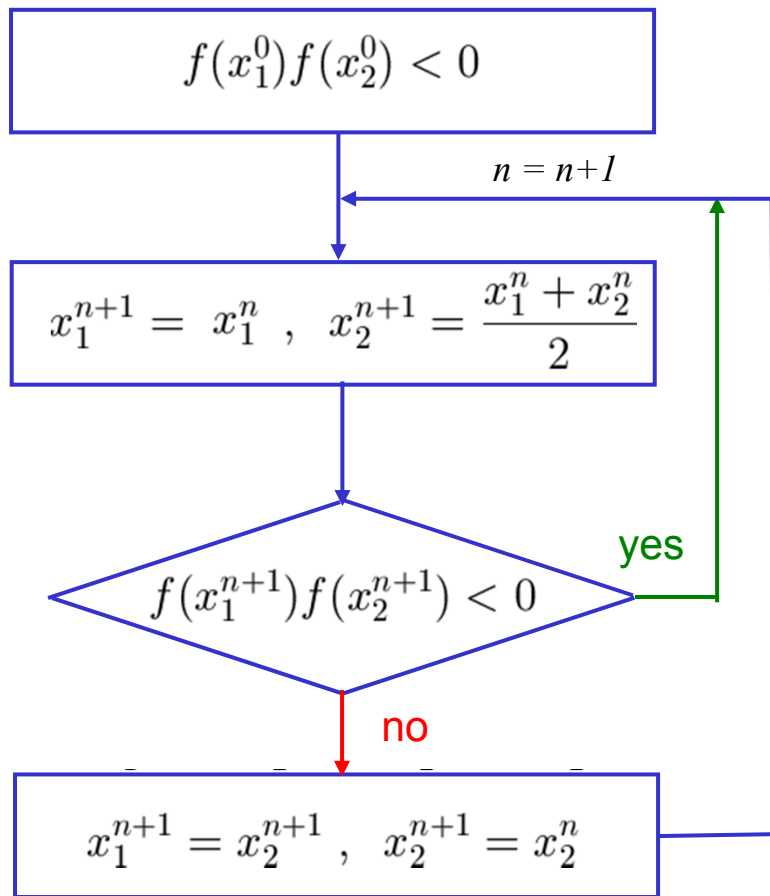 f(x_1^0)f(x_2^0) < 0
n = n+1
x_1^{n+1} = x_1^n , x_2^{n+1} = \frac{x_1^n + x_2^n}{2}
f(x_1^{n+1})f(x_2^{n+1}) < 0
yes
no
x_1^{n+1} = x_2^{n+1} , x_2^{n+1} = x_2^n